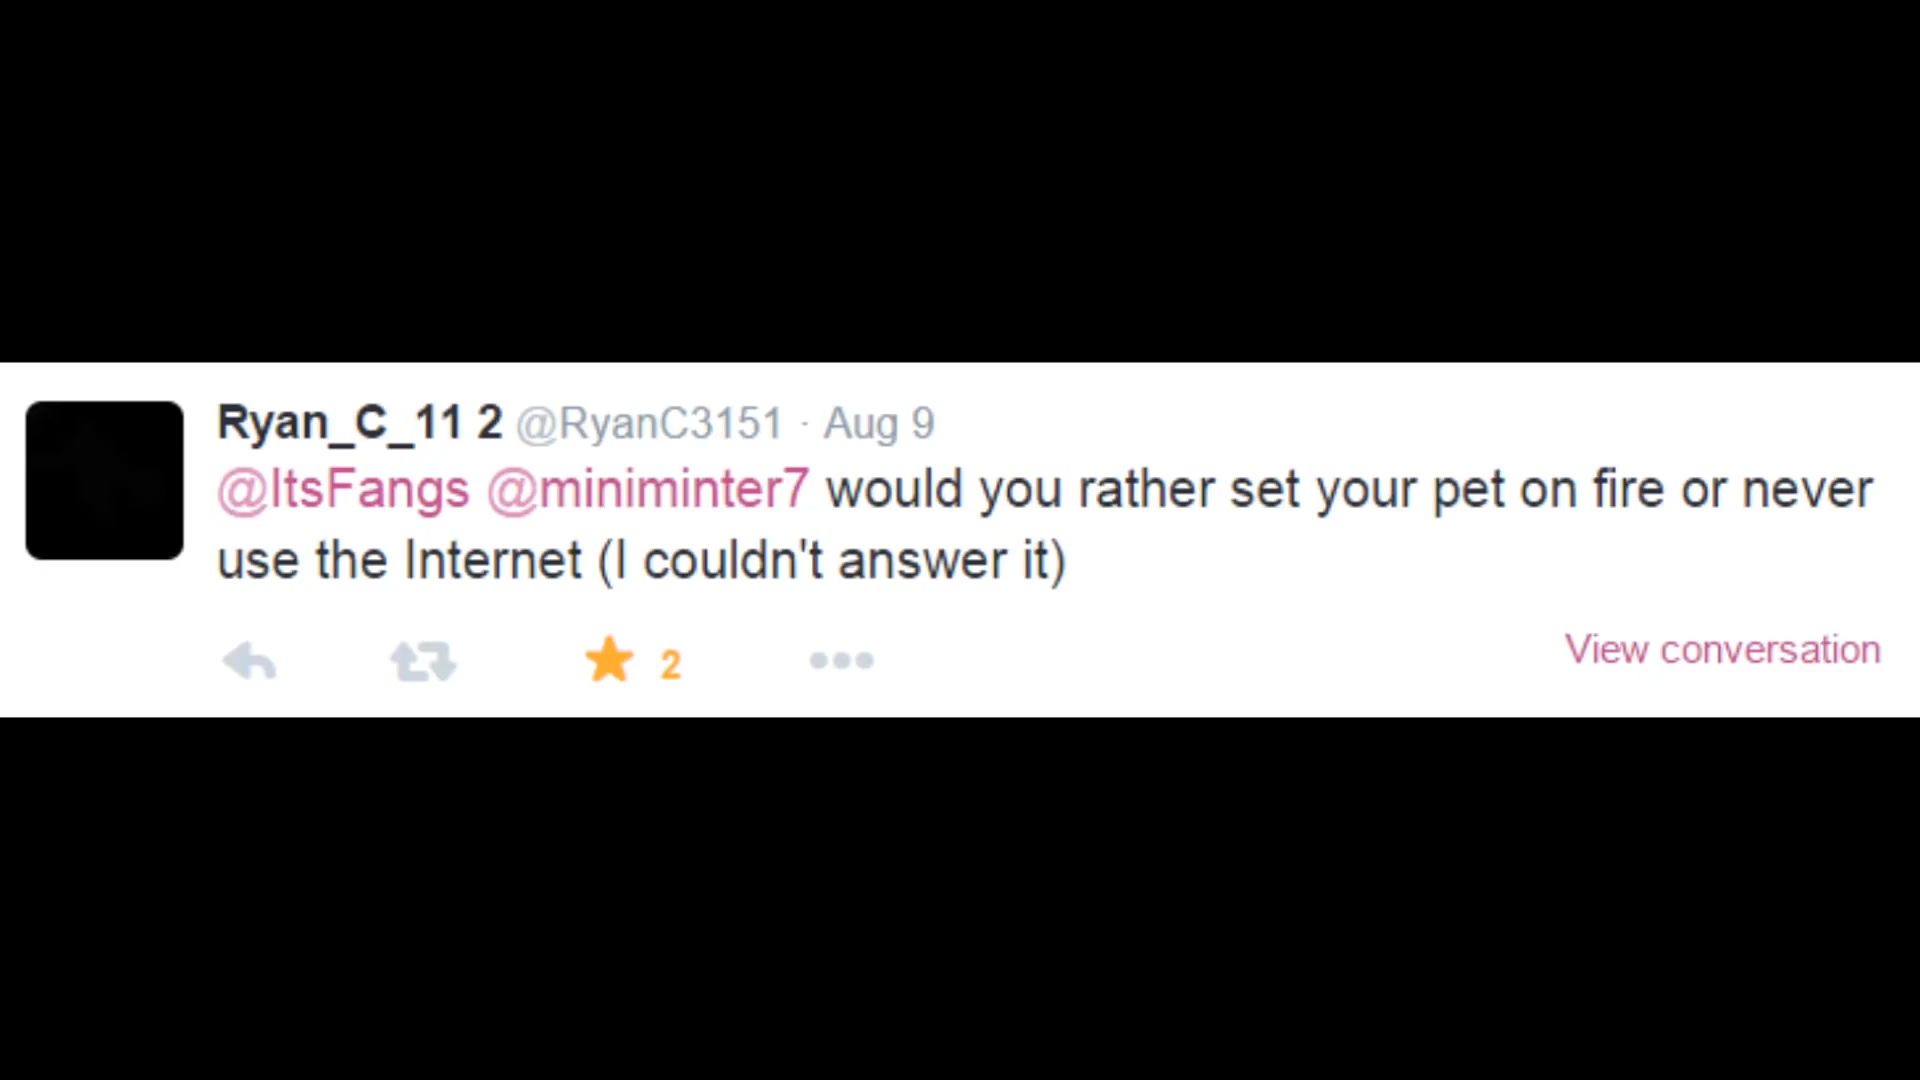 Ryan_C_11 2 @RyanC3151 · Aug 9
@ItsFangs @miniminter7 would you rather set your pet on fire or never
use the Internet (I couldn't answer it)
2
View conversation